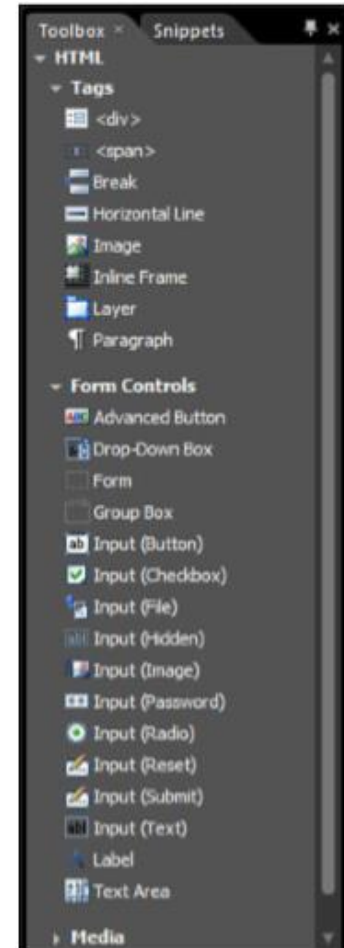 Toolbox Snippets
HTML
Tags
<div>
<span>
Break
Horizontal Line
Image
Inline Frame
Layer
Paragraph
Form Controls
Advanced Button
Drop-Down Box
Form
Group Box
Input (Button)
Input (Checkbox)
Input (File)
Input (Hidden)
Input (Image)
Input (Password)
Input (Radio)
Input (Reset)
Input (Submit)
Input (Text)
Label
Text Area
Media